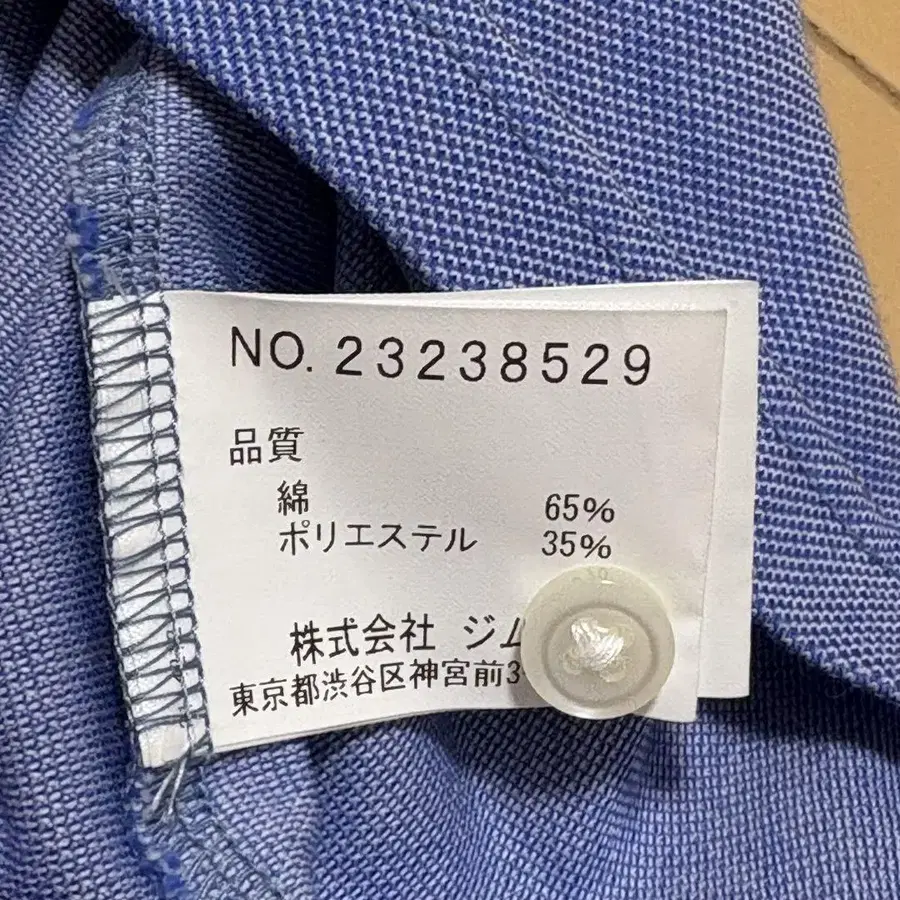 NO. 23238529
品質
綿 65%
ポリエステル 35%
株式会社 ジム
東京都渋谷区神宮前3